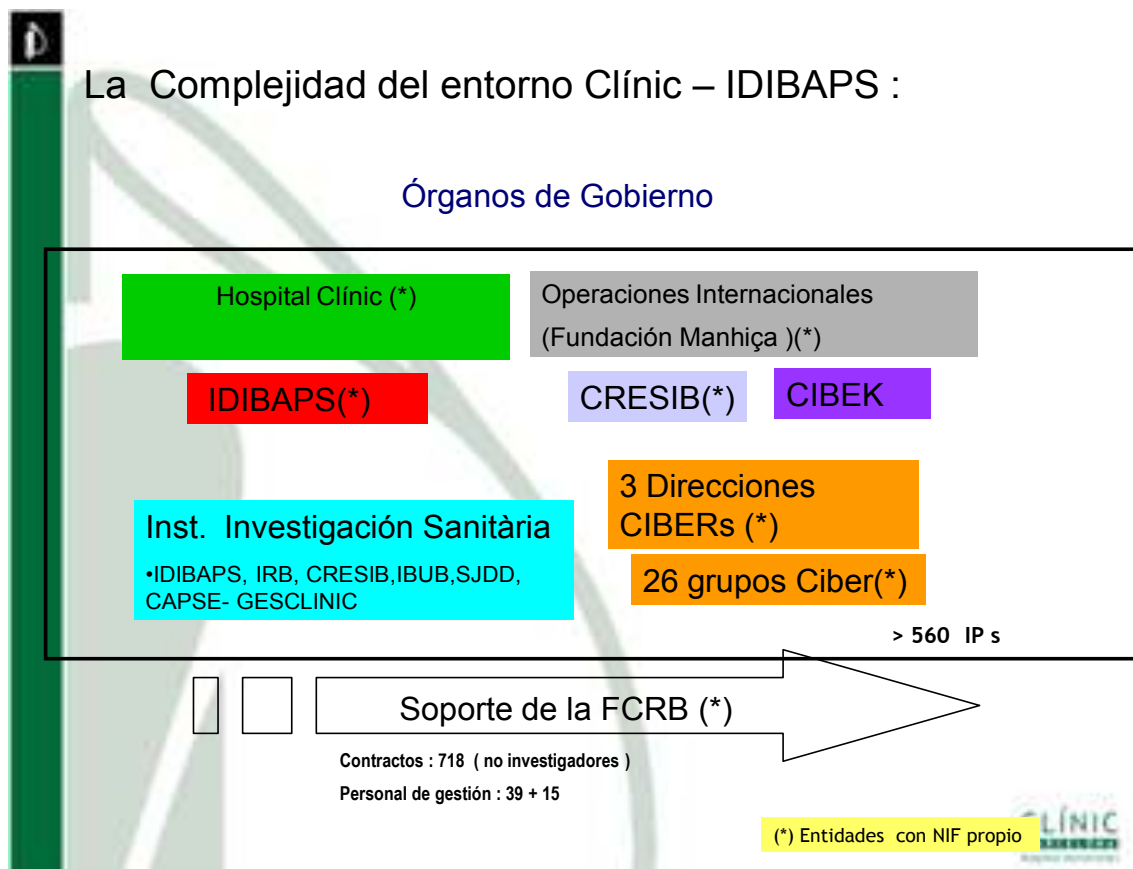 La Complejidad del entorno Clínic – IDIBAPS :
Órganos de Gobierno
Hospital Clínic (*)
Operaciones Internacionales
(Fundación Manhiça )(*)
IDIBAPS(*)
CRESIB(*)
CIBEK
3 Direcciones
CIBERs (*)
Inst. Investigación Sanitària
•IDIBAPS, IRB, CRESIB,IBUB,SJDD,
CAPSE- GESCLINIC
26 grupos Ciber(*)
> 560 IP s
Soporte de la FCRB (*)
Contractos : 718 ( no investigadores )
Personal de gestión : 39 + 15
(*) Entidades con NIF propio
CLÍNIC
BARCELONA